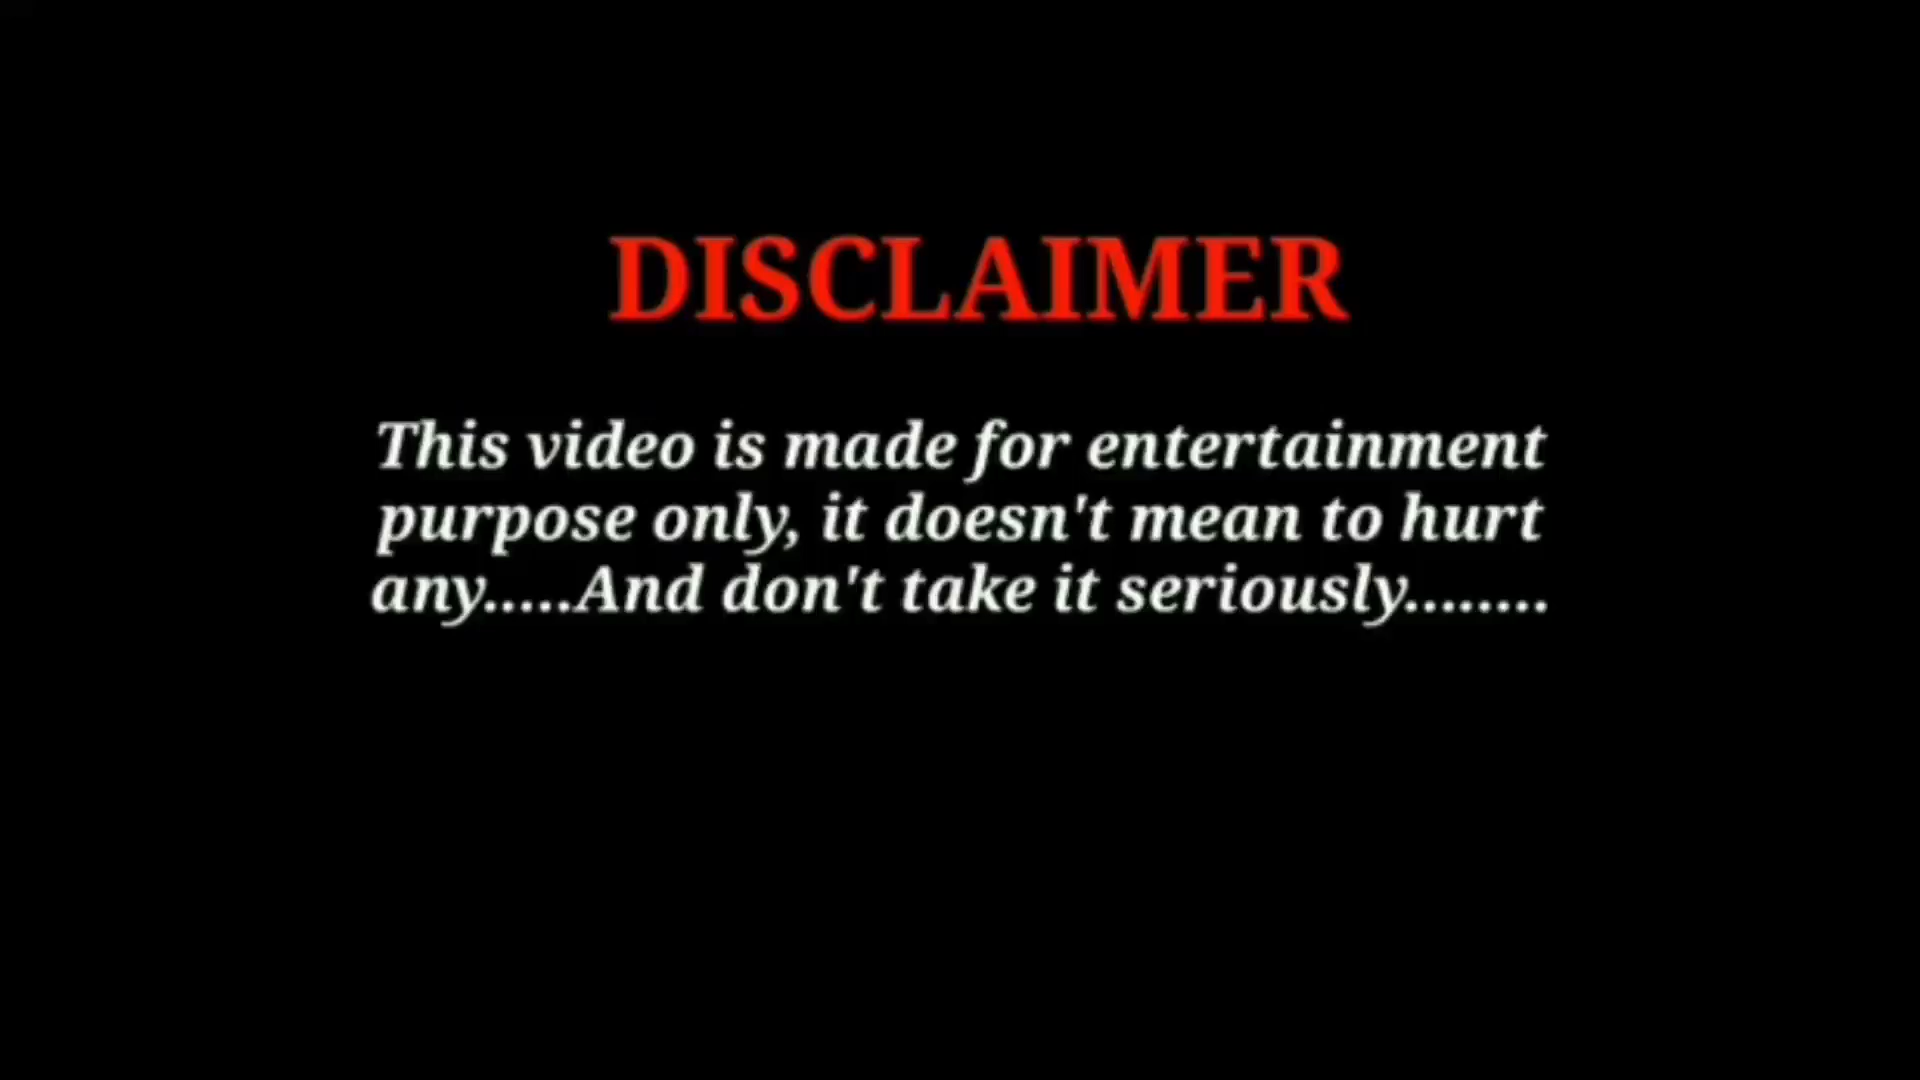 DISCLAIMER
This video is made for entertainment
purpose only, it doesn't mean to hurt
any.....And don't take it seriously........